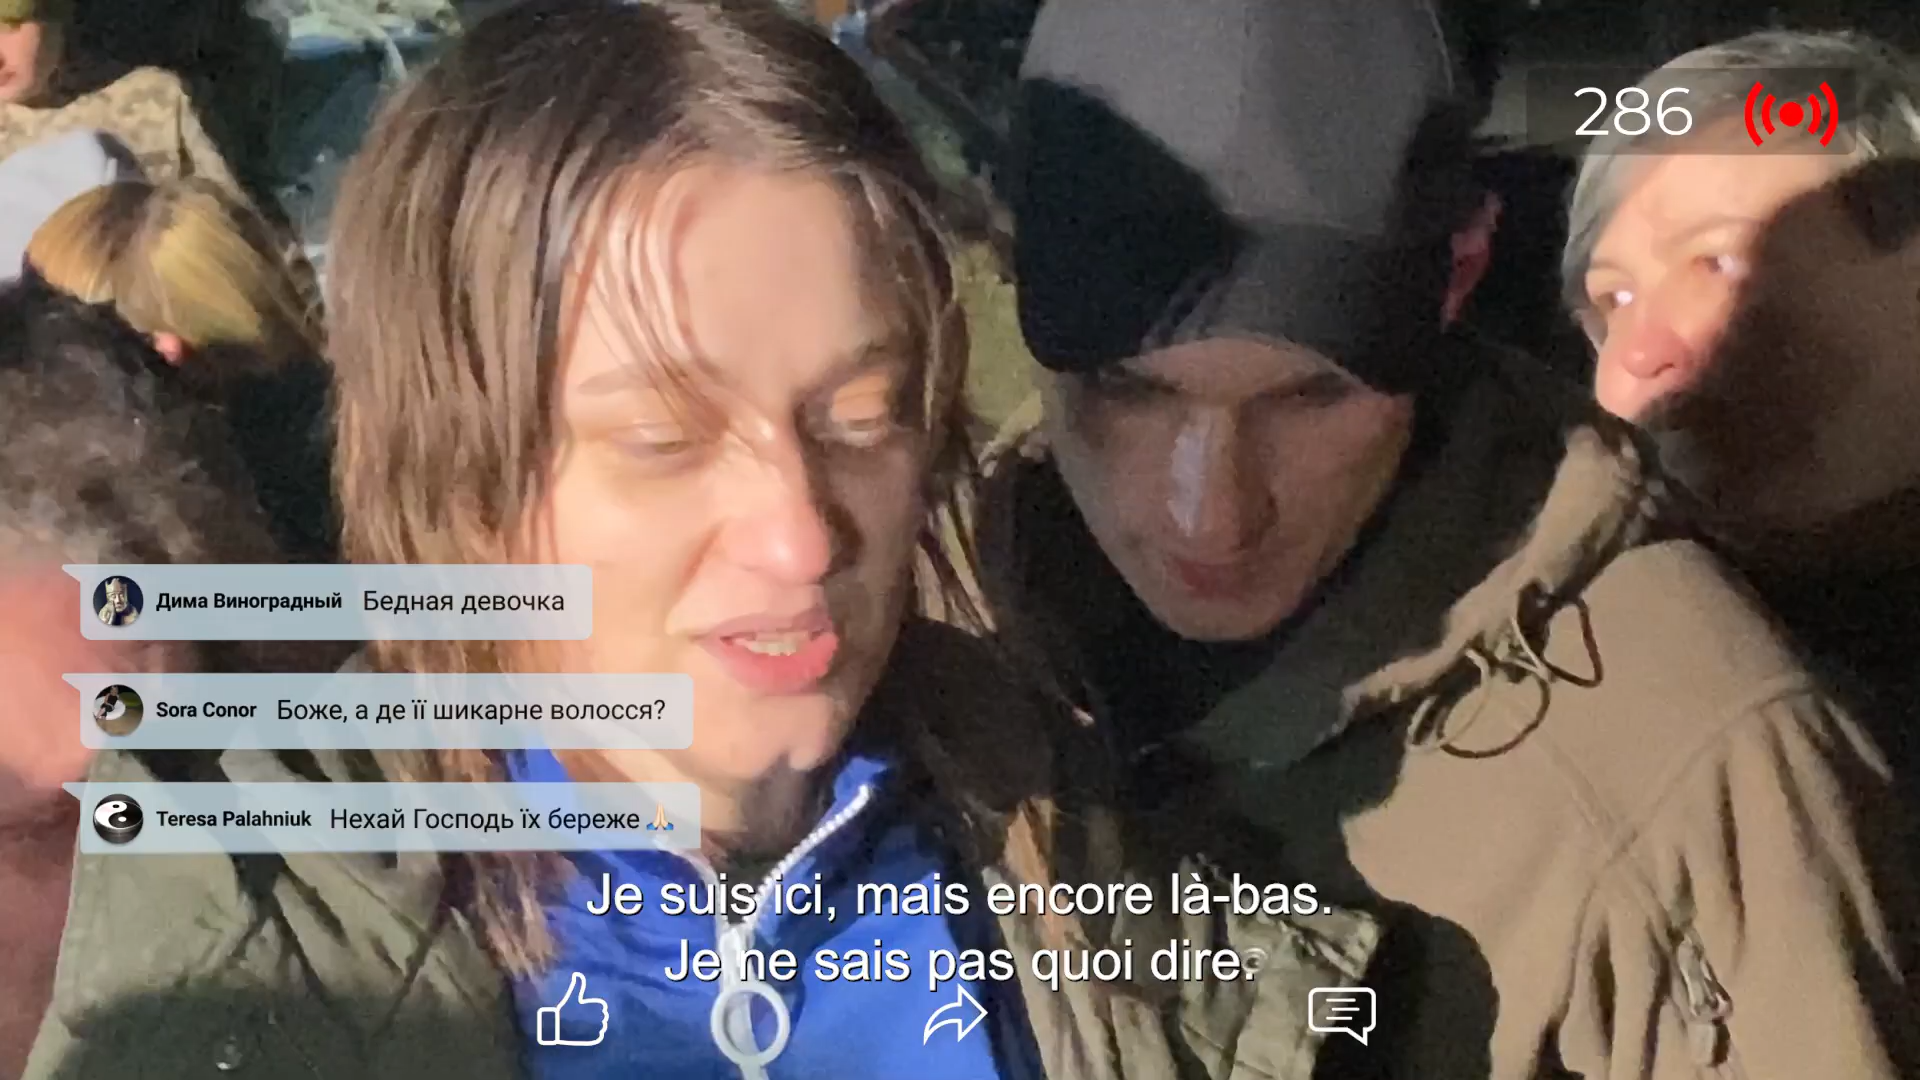 286
Дима Виноградный Бедная девочка
Sora Conor Боже, а де її шикарне волосся?
Teresa Palahniuk Нехай Господь їх береже 🙏🏻
Je suis ici, mais encore là-bas.
Je ne sais pas quoi dire.